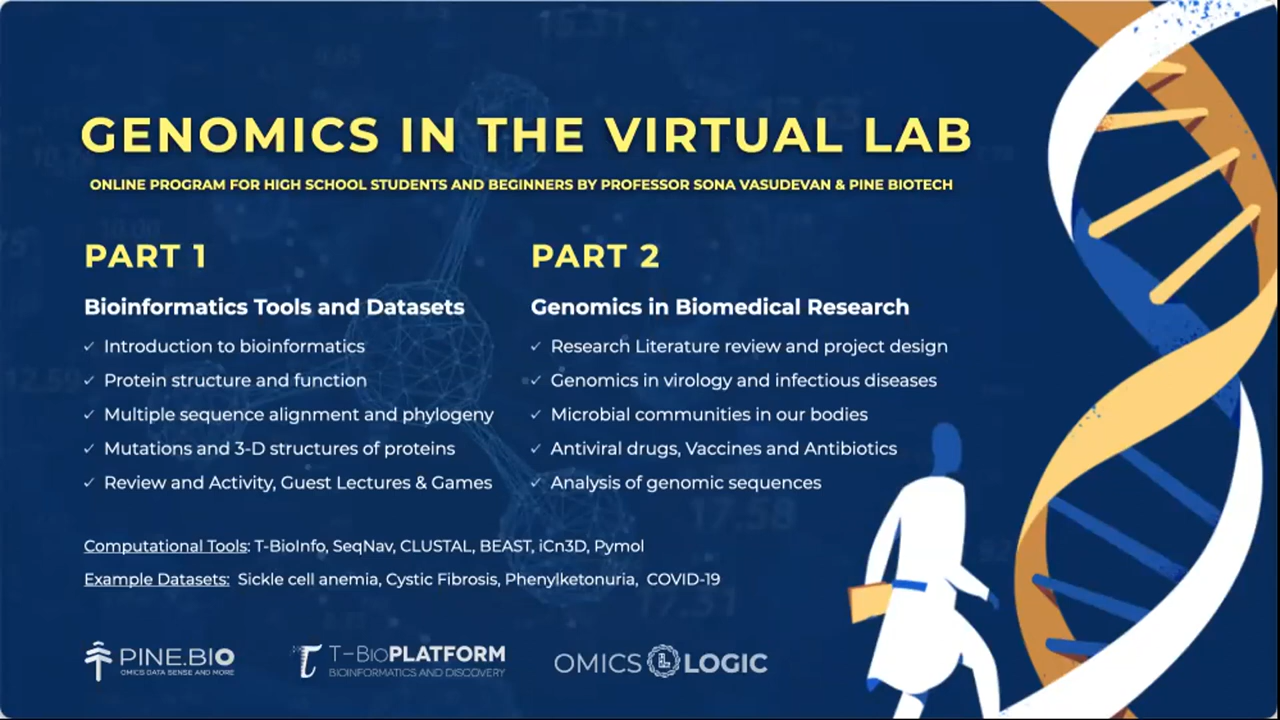 GENOMICS IN THE VIRTUAL LAB
ONLINE PROGRAM FOR HIGH SCHOOL STUDENTS AND BEGINNERS BY PROFESSOR SONA VASUDEVAN & PINE BIOTECH
PART 1
Bioinformatics Tools and Datasets
✓ Introduction to bioinformatics
✓ Protein structure and function
✓ Multiple sequence alignment and phylogeny
✓ Mutations and 3-D structures of proteins
✓ Review and Activity, Guest Lectures & Games
PART 2
Genomics in Biomedical Research
✓ Research Literature review and project design
✓ Genomics in virology and infectious diseases
✓ Microbial communities in our bodies
✓ Antiviral drugs, Vaccines and Antibiotics
✓ Analysis of genomic sequences
Computational Tools: T-BioInfo, SeqNav, CLUSTAL, BEAST, iCn3D, Pymol
Example Datasets: Sickle cell anemia, Cystic Fibrosis, Phenylketonuria, COVID-19
PINE.BIO
OMICS DATA SENSE AND MORE
T-BioPLATFORM
BIOINFORMATICS AND DISCOVERY
OMICS LOGIC
17.58
17.51